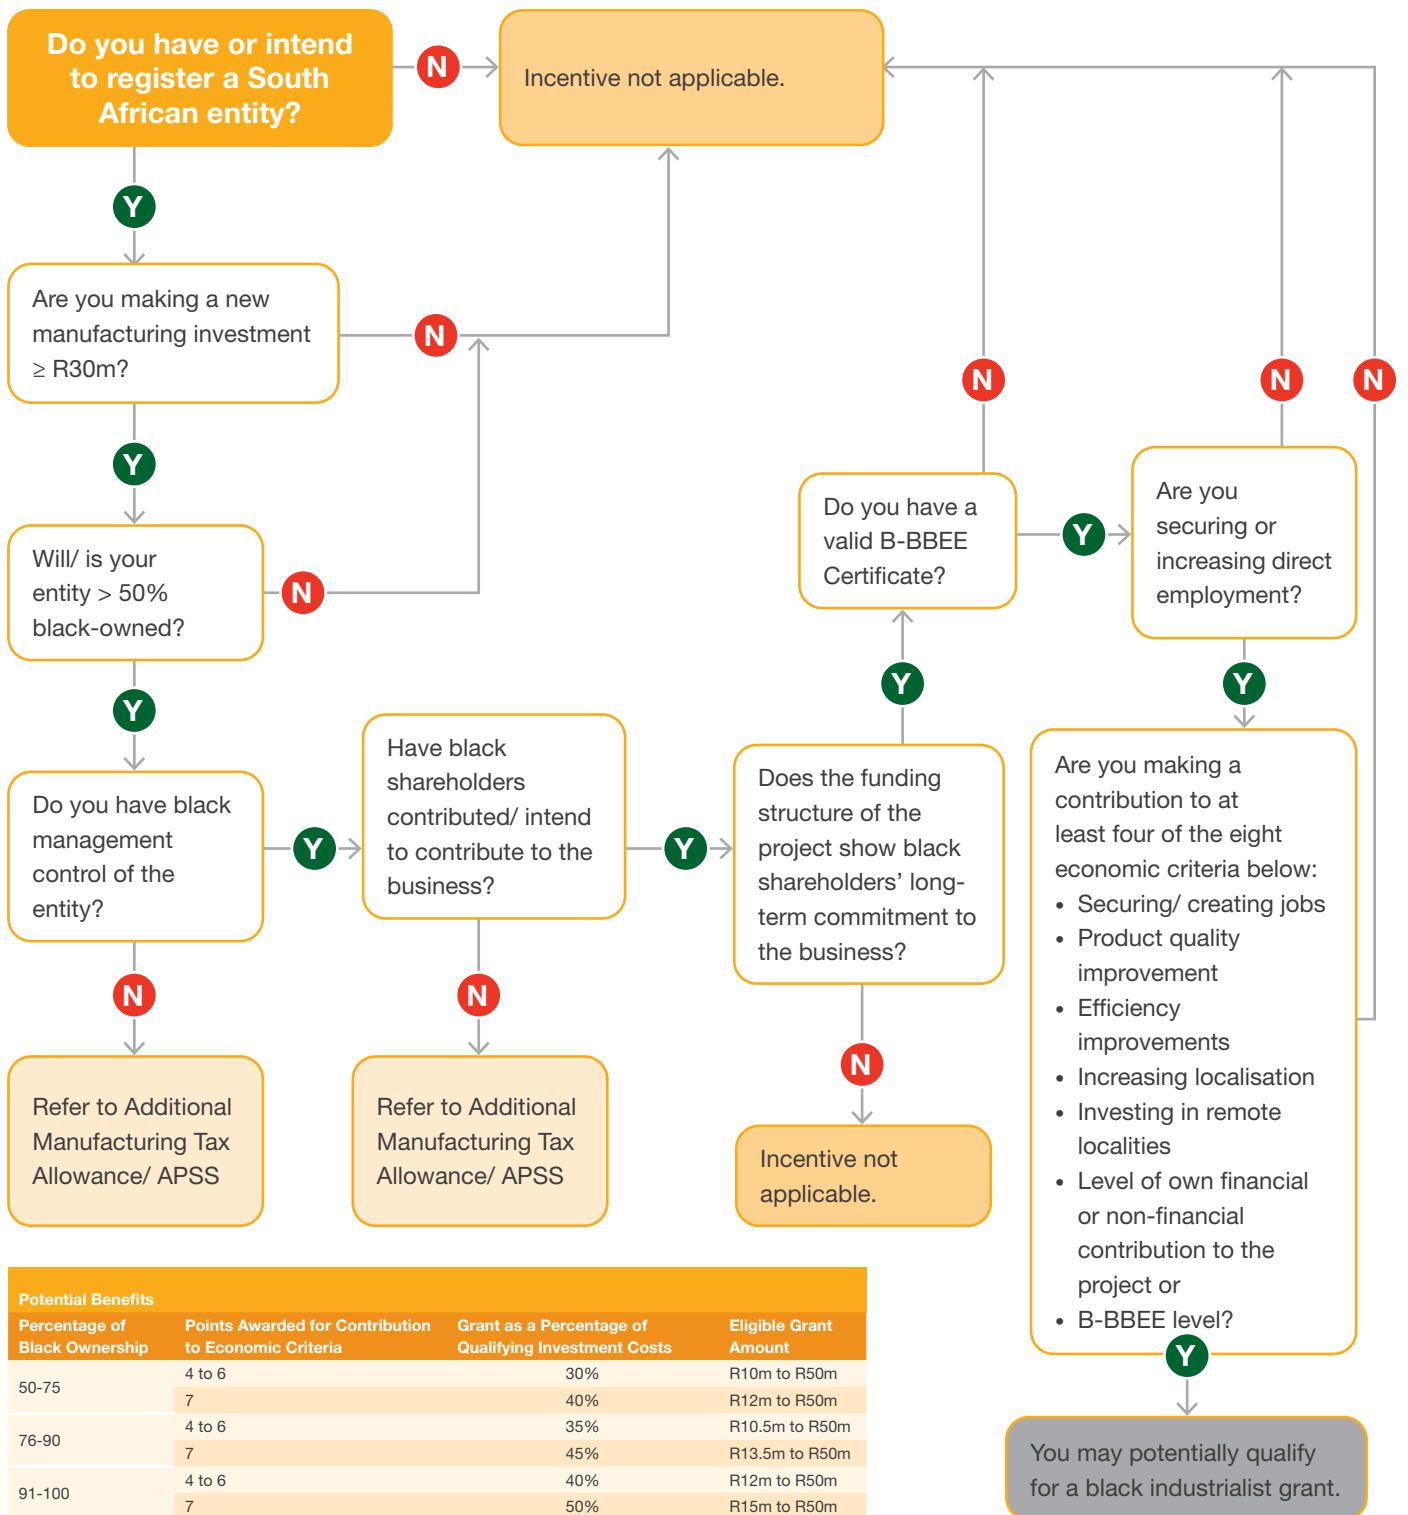 Do you have or intend
to register a South
African entity?
N
Incentive not applicable.
Y
Are you making a new
manufacturing investment
≥ R30m?
N
Y
Will/ is your
entity > 50%
black-owned?
N
Y
Do you have black
management
control of the
entity?
Y
N
Refer to Additional
Manufacturing Tax
Allowance/ APSS
Have black
shareholders
contributed/ intend
to contribute to the
business?
Y
N
Refer to Additional
Manufacturing Tax
Allowance/ APSS
Does the funding
structure of the
project show black
shareholders’ long-
term commitment to
the business?
N
Incentive not
applicable.
Y
Do you have a
valid B-BBEE
Certificate?
N
Y
Are you
securing or
increasing direct
employment?
N
Y
Are you making a
contribution to at
least four of the eight
economic criteria below:
• Securing/ creating jobs
• Product quality
improvement
• Efficiency
improvements
• Increasing localisation
• Investing in remote
localities
• Level of own financial
or non-financial
contribution to the
project or
• B-BBEE level?
N
Y
You may potentially qualify
for a black industrialist grant.
Potential Benefits
Percentage of Black Ownership Points Awarded for Contribution to Economic Criteria Grant as a Percentage of Qualifying Investment Costs Eligible Grant Amount
50-75 4 to 6 30% R10m to R50m
7 40% R12m to R50m
76-90 4 to 6 35% R10.5m to R50m
7 45% R13.5m to R50m
91-100 4 to 6 40% R12m to R50m
7 50% R15m to R50m